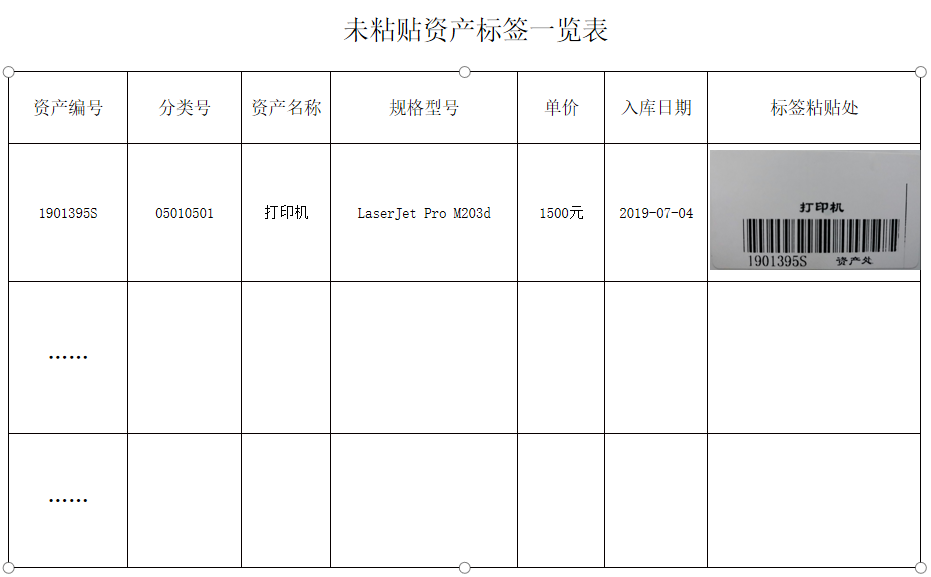 未粘贴资产标签一览表
资产编号 分类号 资产名称 规格型号 单价 入库日期 标签粘贴处
1901395S 05010501 打印机 LaserJet Pro M203d 1500元 2019-07-04
打印机
1901395S 资产处
……
……